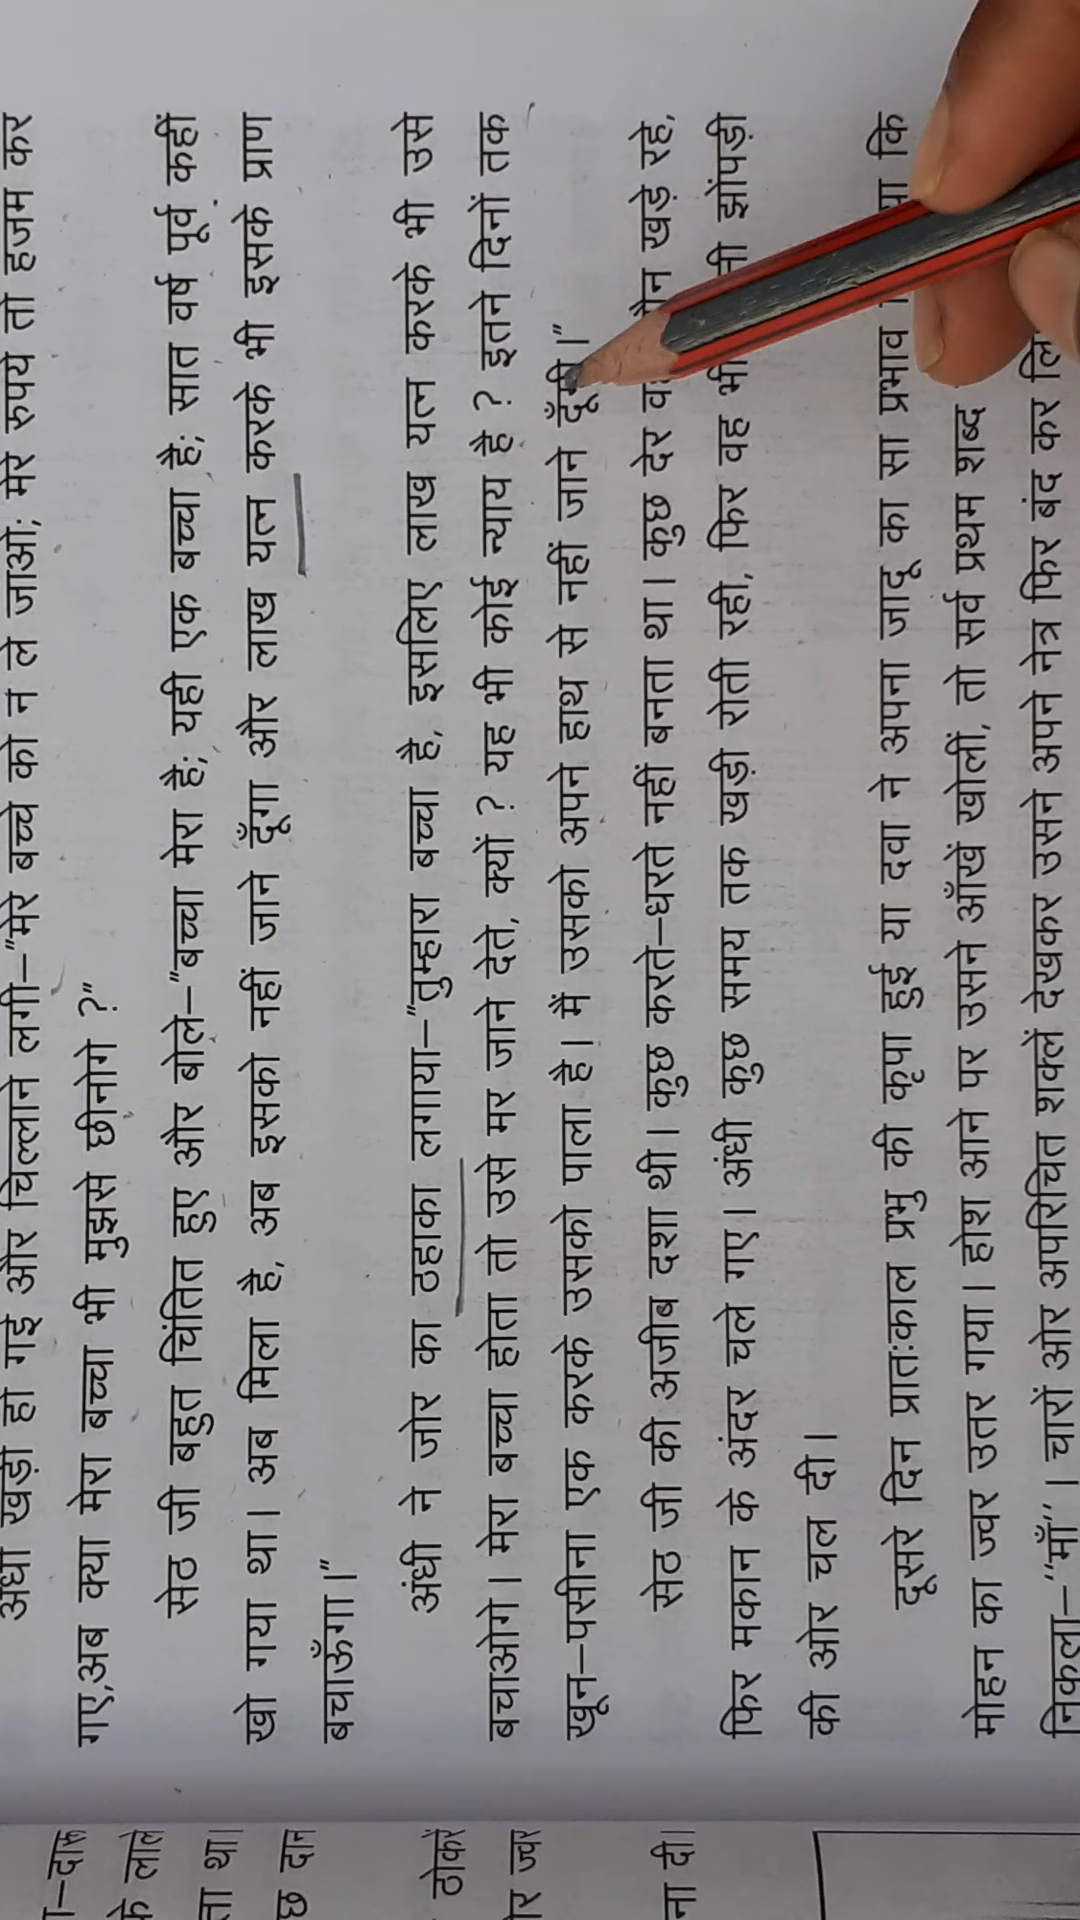 अंधी खड़ी हो गई और चिल्लाने लगी–"मेरे बच्चे को न ले जाओ; मेरे रुपये तो हजम कर
गए,अब क्या मेरा बच्चा भी मुझसे छीनोगे ?"
सेठ जी बहुत चिंतित हुए और बोले–"बच्चा मेरा है; यही एक बच्चा है; सात वर्ष पूर्व कहीं
खो गया था। अब मिला है, अब इसको नहीं जाने दूँगा और लाख यत्न करके भी इसके प्राण
बचाऊँगा।"
अंधी ने जोर का ठहाका लगाया–"तुम्हारा बच्चा है, इसलिए लाख यत्न करके भी उसे
बचाओगे। मेरा बच्चा होता तो उसे मर जाने देते, क्यों ? यह भी कोई न्याय है ? इतने दिनों तक
खून–पसीना एक करके उसको पाला है। मैं उसको अपने हाथ से नहीं जाने दूँगी।"
सेठ जी की अजीब दशा थी। कुछ करते–धरते नहीं बनता था। कुछ देर खड़े रहे,
फिर मकान के अंदर चले गए। अंधी कुछ समय तक खड़ी रोती रही, फिर वह भी झोंपड़ी
की ओर चल दी।
दूसरे दिन प्रातःकाल प्रभु की कृपा हुई या दवा ने अपना जादू का सा प्रभाव कि
मोहन का ज्वर उतर गया। होश आने पर उसने आँखें खोलीं, तो सर्व प्रथम शब्द
निकला–"माँ"। चारों ओर अपरिचित शक्लें देखकर उसने अपने नेत्र फिर बंद कर
के लाल
ता था।
दान
ठोकरें
ज्वर
ना दी।